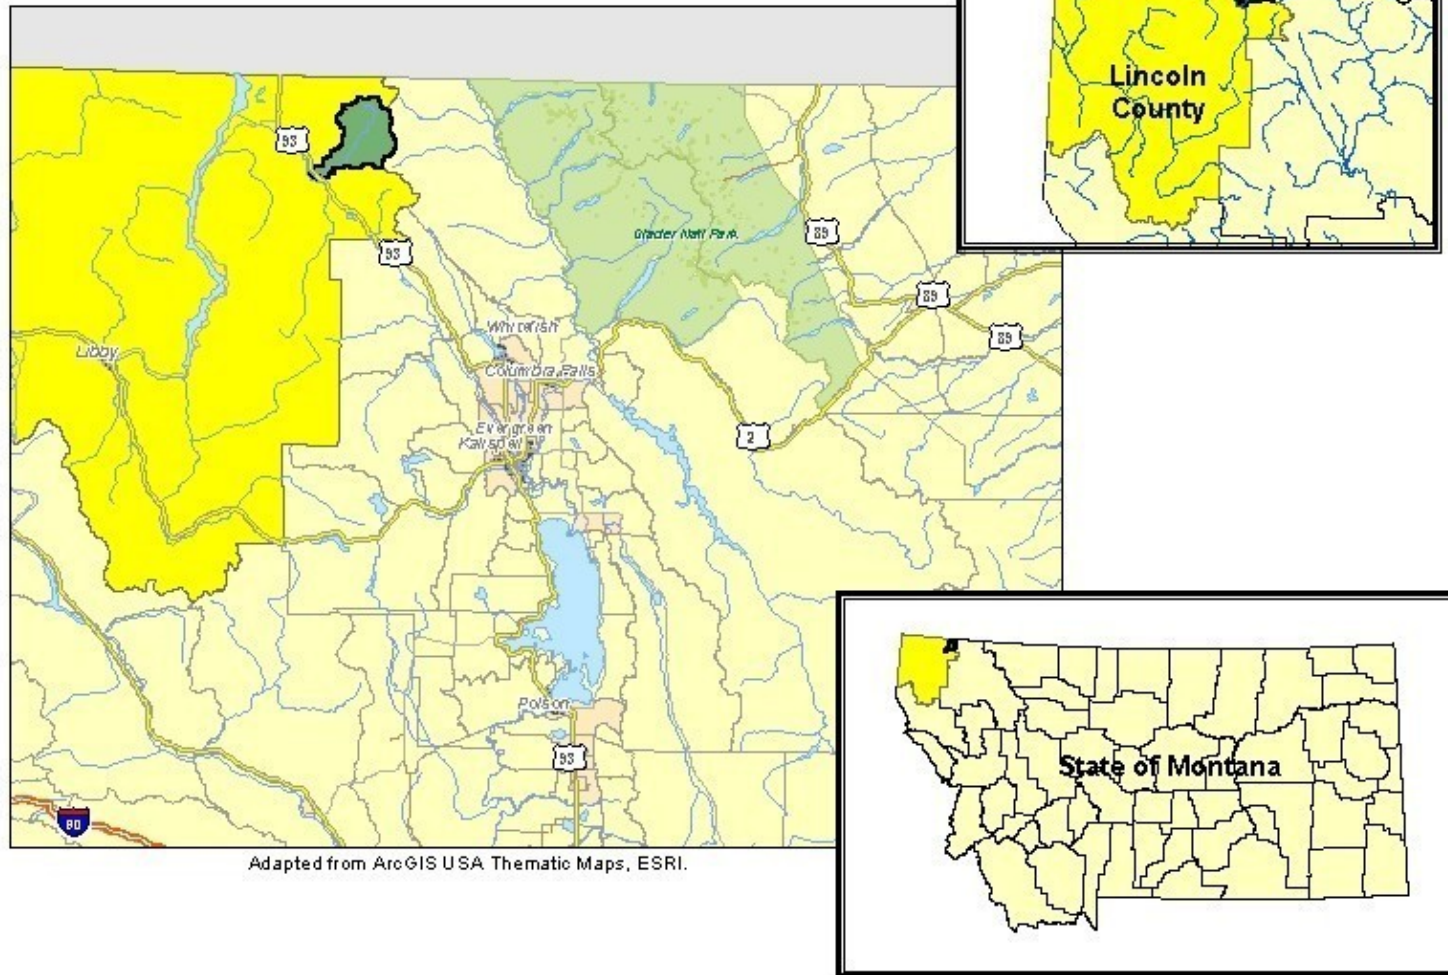 Lincoln
County
93
Glacier Natl Park
89
93
89
Whitefish
89
Libby
Columbia Falls
Evergreen
2
Kalispell
Polson
State of Montana
93
90
Adapted from ArcGIS USA Thematic Maps, ESRI.